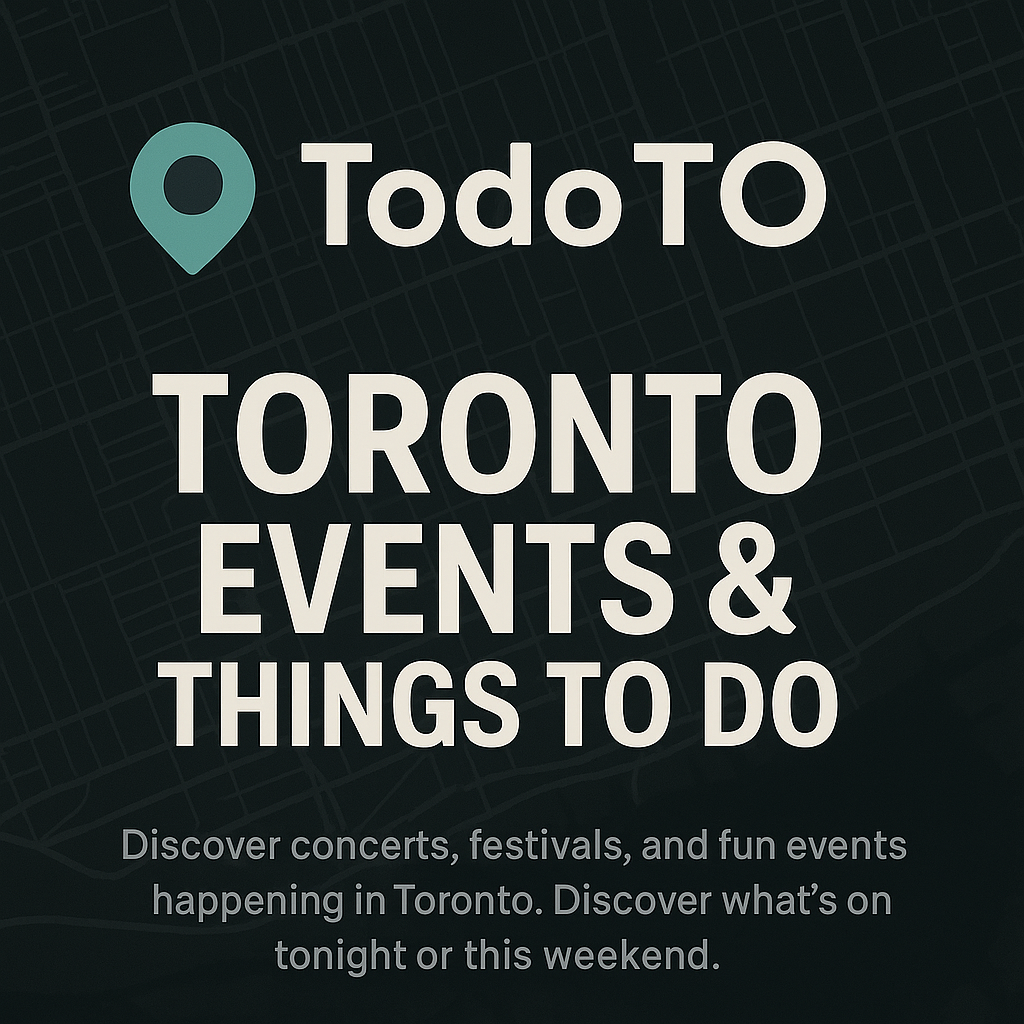 TodoTO
TORONTO
EVENTS &
THINGS TO DO
Discover concerts, festivals, and fun events
happening in Toronto. Discover what’s on
tonight or this weekend.